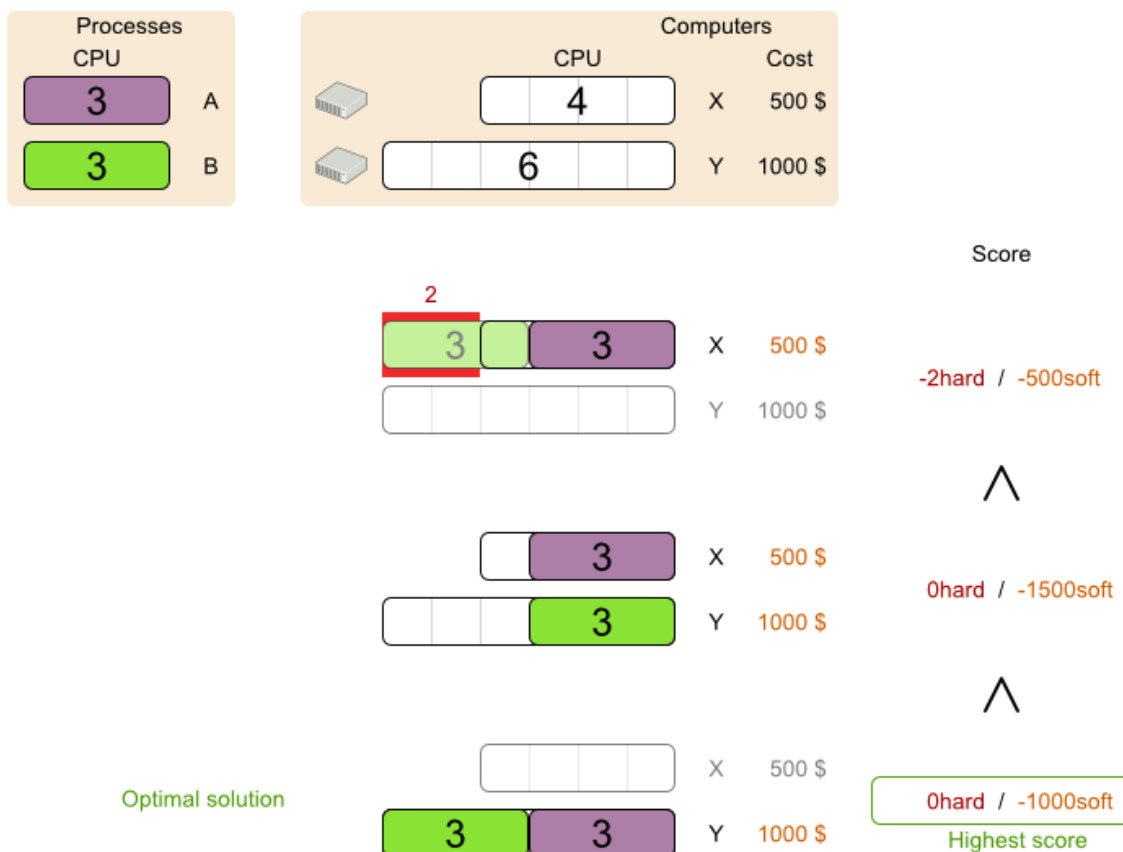 Processes
CPU
3 A
3 B
Computers
CPU Cost
4 X 500 $
6 Y 1000 $
Score
2
3 3 X 500 $
Y 1000 $
-2hard / -500soft
<
3 X 500 $
3 Y 1000 $
0hard / -1500soft
<
Optimal solution
X 500 $
3 3 Y 1000 $
0hard / -1000soft
Highest score